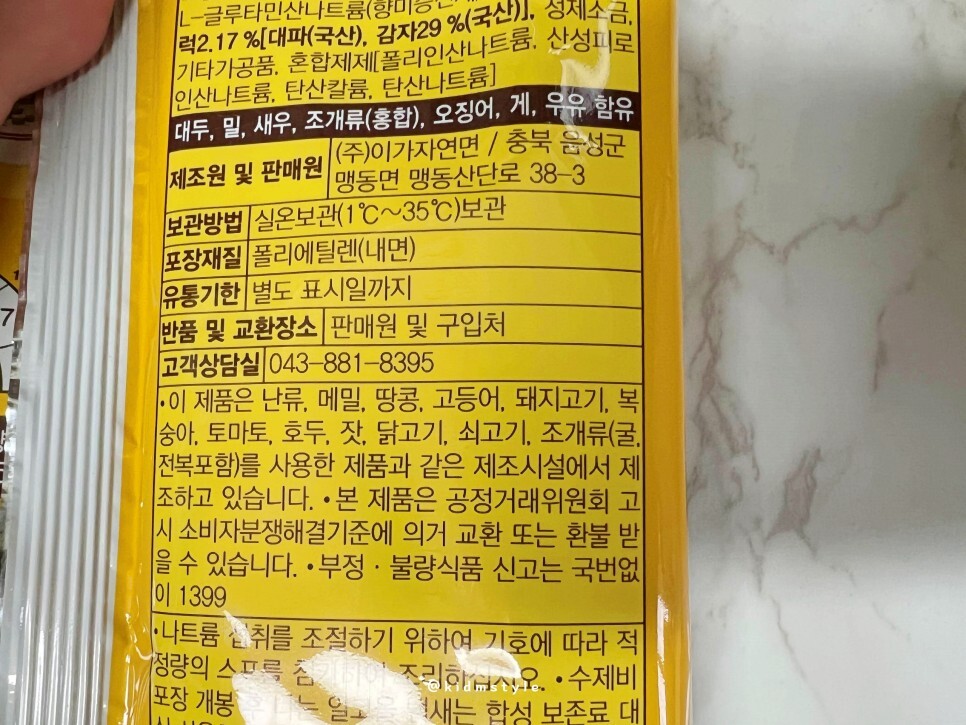 L-글루타민산나트륨(향미증진제
럭2.17 %[대파(국산), 감자29 %(국산)], 정제소금,
기타가공품, 혼합제제[폴리인산나트륨, 산성피로
인산나트륨, 탄산칼륨, 탄산나트륨]
대두, 밀, 새우, 조개류(홍합), 오징어, 게, 우유 함유
제조원 및 판매원 (주)이가자연면 / 충북 음성군
맹동면 맹동산단로 38-3
보관방법 실온보관(1℃~35℃)보관
포장재질 폴리에틸렌(내면)
유통기한 별도 표시일까지
반품 및 교환장소 판매원 및 구입처
고객상담실 043-881-8395
•이 제품은 난류, 메밀, 땅콩, 고등어, 돼지고기, 복
숭아, 토마토, 호두, 잣, 닭고기, 쇠고기, 조개류(굴,
전복포함)를 사용한 제품과 같은 제조시설에서 제
조하고 있습니다. •본 제품은 공정거래위원회 고
시 소비자분쟁해결기준에 의거 교환 또는 환불 받
을 수 있습니다. •부정 · 불량식품 신고는 국번없
이 1399
•나트륨 섭취를 조절하기 위하여 기호에 따라 적
정량의 스프를 첨가하여 조리하십시오. •수제비
포장 개봉 후 나는 알코올 냄새는 합성 보존료 대
@kidmstyle
7